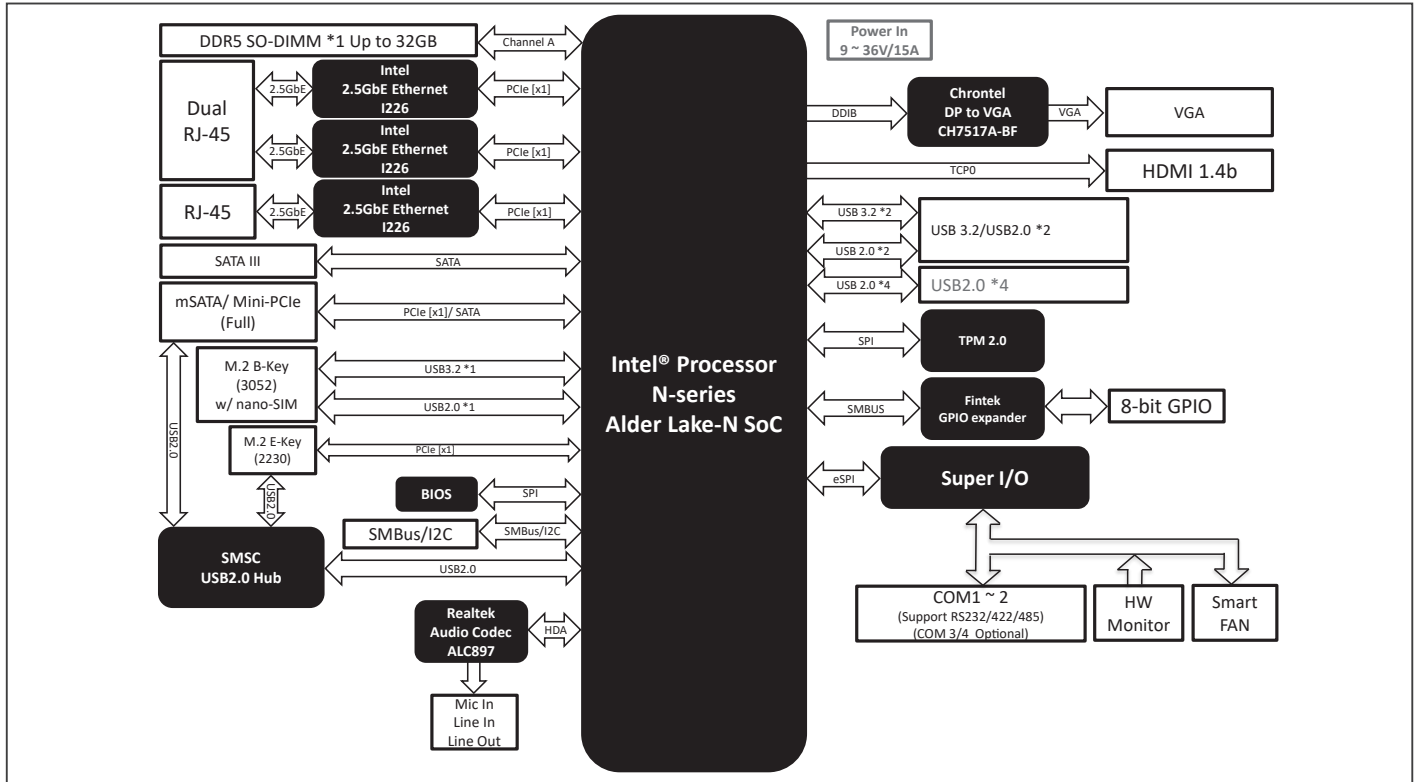 DDR5 SO-DIMM *1 Up to 32GB
Channel A
Dual
RJ-45
2.5GbE
Intel
2.5GbE Ethernet
I226
PCIe [x1]
2.5GbE
Intel
2.5GbE Ethernet
I226
PCIe [x1]
RJ-45
2.5GbE
Intel
2.5GbE Ethernet
I226
PCIe [x1]
SATA III
SATA
mSATA/ Mini-PCIe
(Full)
PCIe [x1]/ SATA
M.2 B-Key
(3052)
w/ nano-SIM
USB3.2 *1
USB2.0 *1
USB2.0
M.2 E-Key
(2230)
PCIe [x1]
USB2.0
BIOS
SPI
SMBus/I2C
SMBus/I2C
SMSC
USB2.0 Hub
USB2.0
Realtek
Audio Codec
ALC897
HDA
Mic In
Line In
Line Out
Intel® Processor
N-series
Alder Lake-N SoC
Power In
9 ~ 36V/15A
DDIB
Chrontel
DP to VGA
CH7517A-BF
VGA
VGA
TCP0
HDMI 1.4b
USB 3.2 *2
USB 2.0 *2
USB 3.2/USB2.0 *2
USB 2.0 *4
USB2.0 *4
SPI
TPM 2.0
SMBUS
Fintek
GPIO expander
8-bit GPIO
eSPI
Super I/O
COM1 ~ 2
(Support RS232/422/485)
(COM 3/4 Optional)
HW
Monitor
Smart
FAN